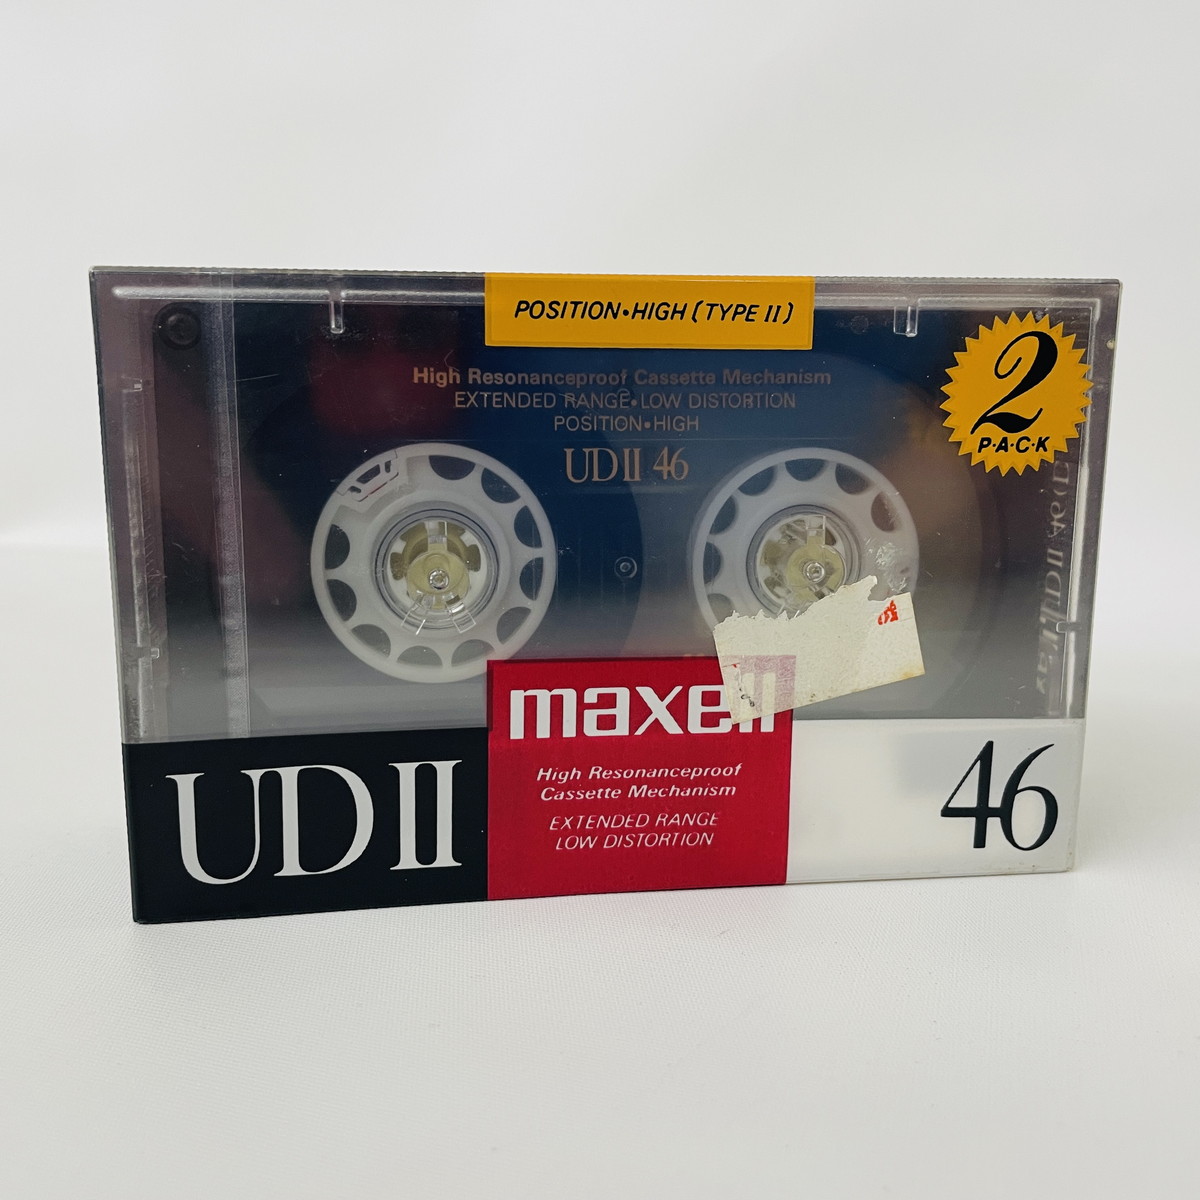 POSITION•HIGH (TYPE II)
2
P•A•C•K
High Resonanceproof Cassette Mechanism
EXTENDED RANGE•LOW DISTORTION
POSITION•HIGH
UDII 46
maxell
High Resonanceproof
Cassette Mechanism
EXTENDED RANGE
LOW DISTORTION
UDII
46